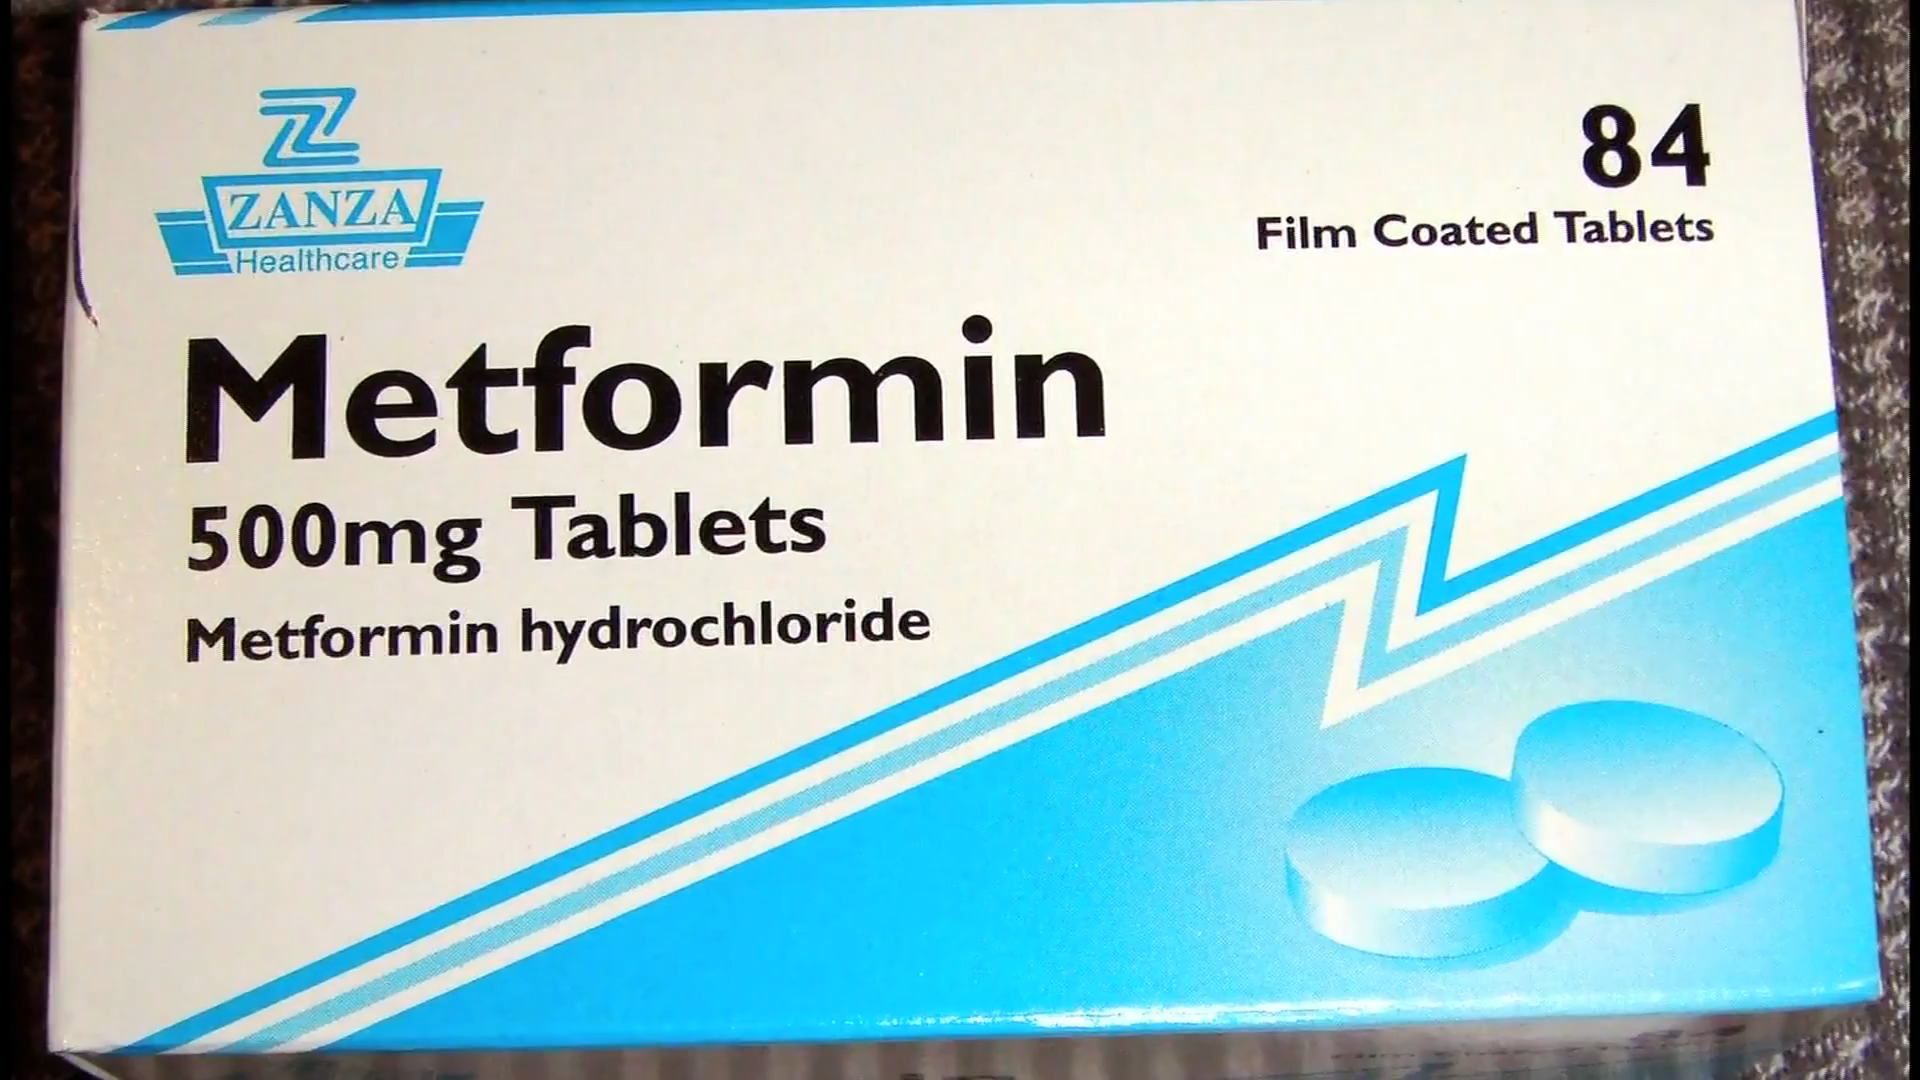 ZANZA
Healthcare
84
Film Coated Tablets
Metformin
500mg Tablets
Metformin hydrochloride